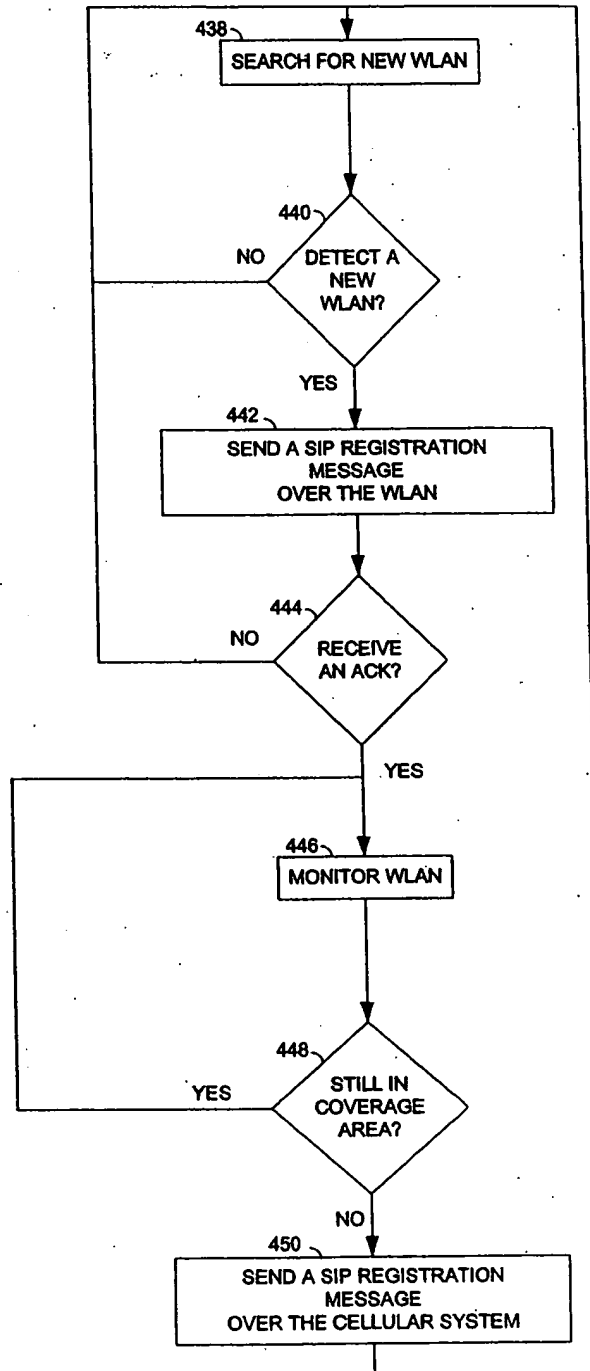 438
SEARCH FOR NEW WLAN
440
DETECT A
NEW
WLAN?
NO
YES
442
SEND A SIP REGISTRATION
MESSAGE
OVER THE WLAN
444
RECEIVE
AN ACK?
NO
YES
446
MONITOR WLAN
448
STILL IN
COVERAGE
AREA?
YES
NO
450
SEND A SIP REGISTRATION
MESSAGE
OVER THE CELLULAR SYSTEM